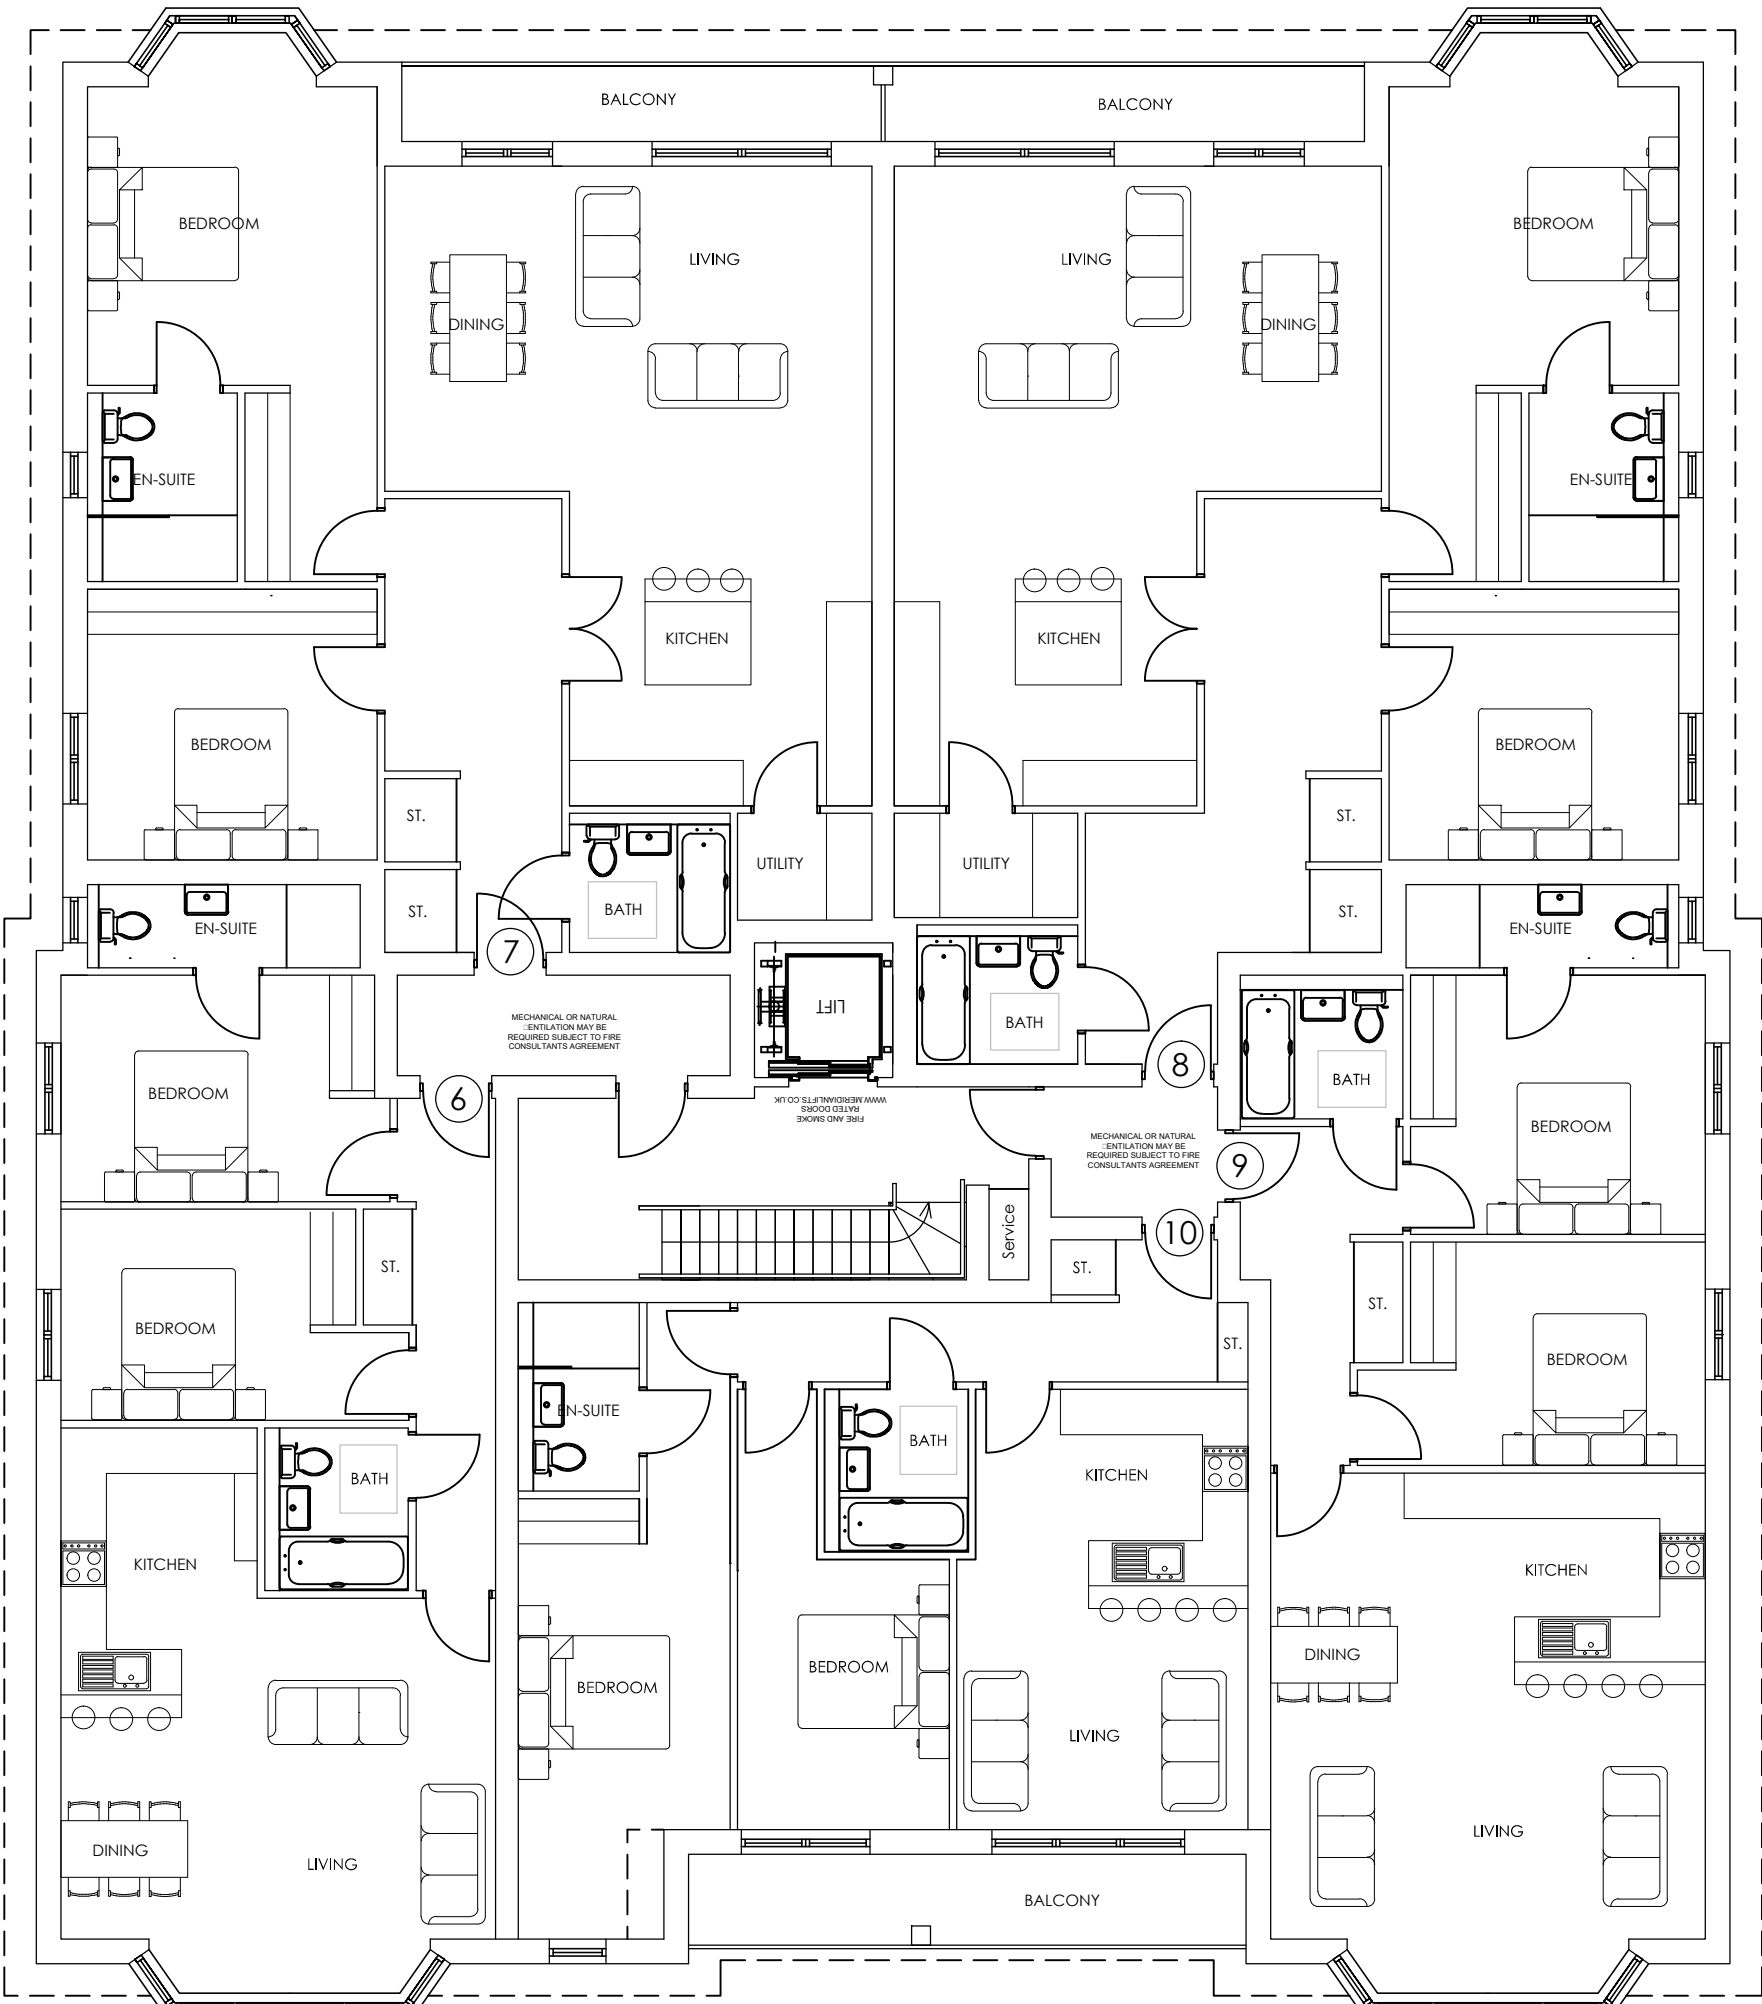 BALCONY
BALCONY
BEDROOM
BEDROOM
LIVING
LIVING
DINING
DINING
EN-SUITE
EN-SUITE
KITCHEN
KITCHEN
BEDROOM
BEDROOM
ST.
ST.
UTILITY
UTILITY
ST.
BATH
ST.
EN-SUITE
EN-SUITE
7
LIFT
MECHANICAL OR NATURAL
□ENTILATION MAY BE
REQUIRED SUBJECT TO FIRE
CONSULTANTS AGREEMENT
BATH
8
BATH
BEDROOM
6
FIRE AND SMOKE
RATED DOORS
WWW.MERIDIANLIFTS.CO.UK
BEDROOM
MECHANICAL OR NATURAL
□ENTILATION MAY BE
REQUIRED SUBJECT TO FIRE
CONSULTANTS AGREEMENT
9
Service
10
ST.
ST.
ST.
BEDROOM
ST.
BEDROOM
EN-SUITE
BATH
BATH
KITCHEN
KITCHEN
KITCHEN
DINING
BEDROOM
BEDROOM
LIVING
LIVING
DINING
LIVING
BALCONY